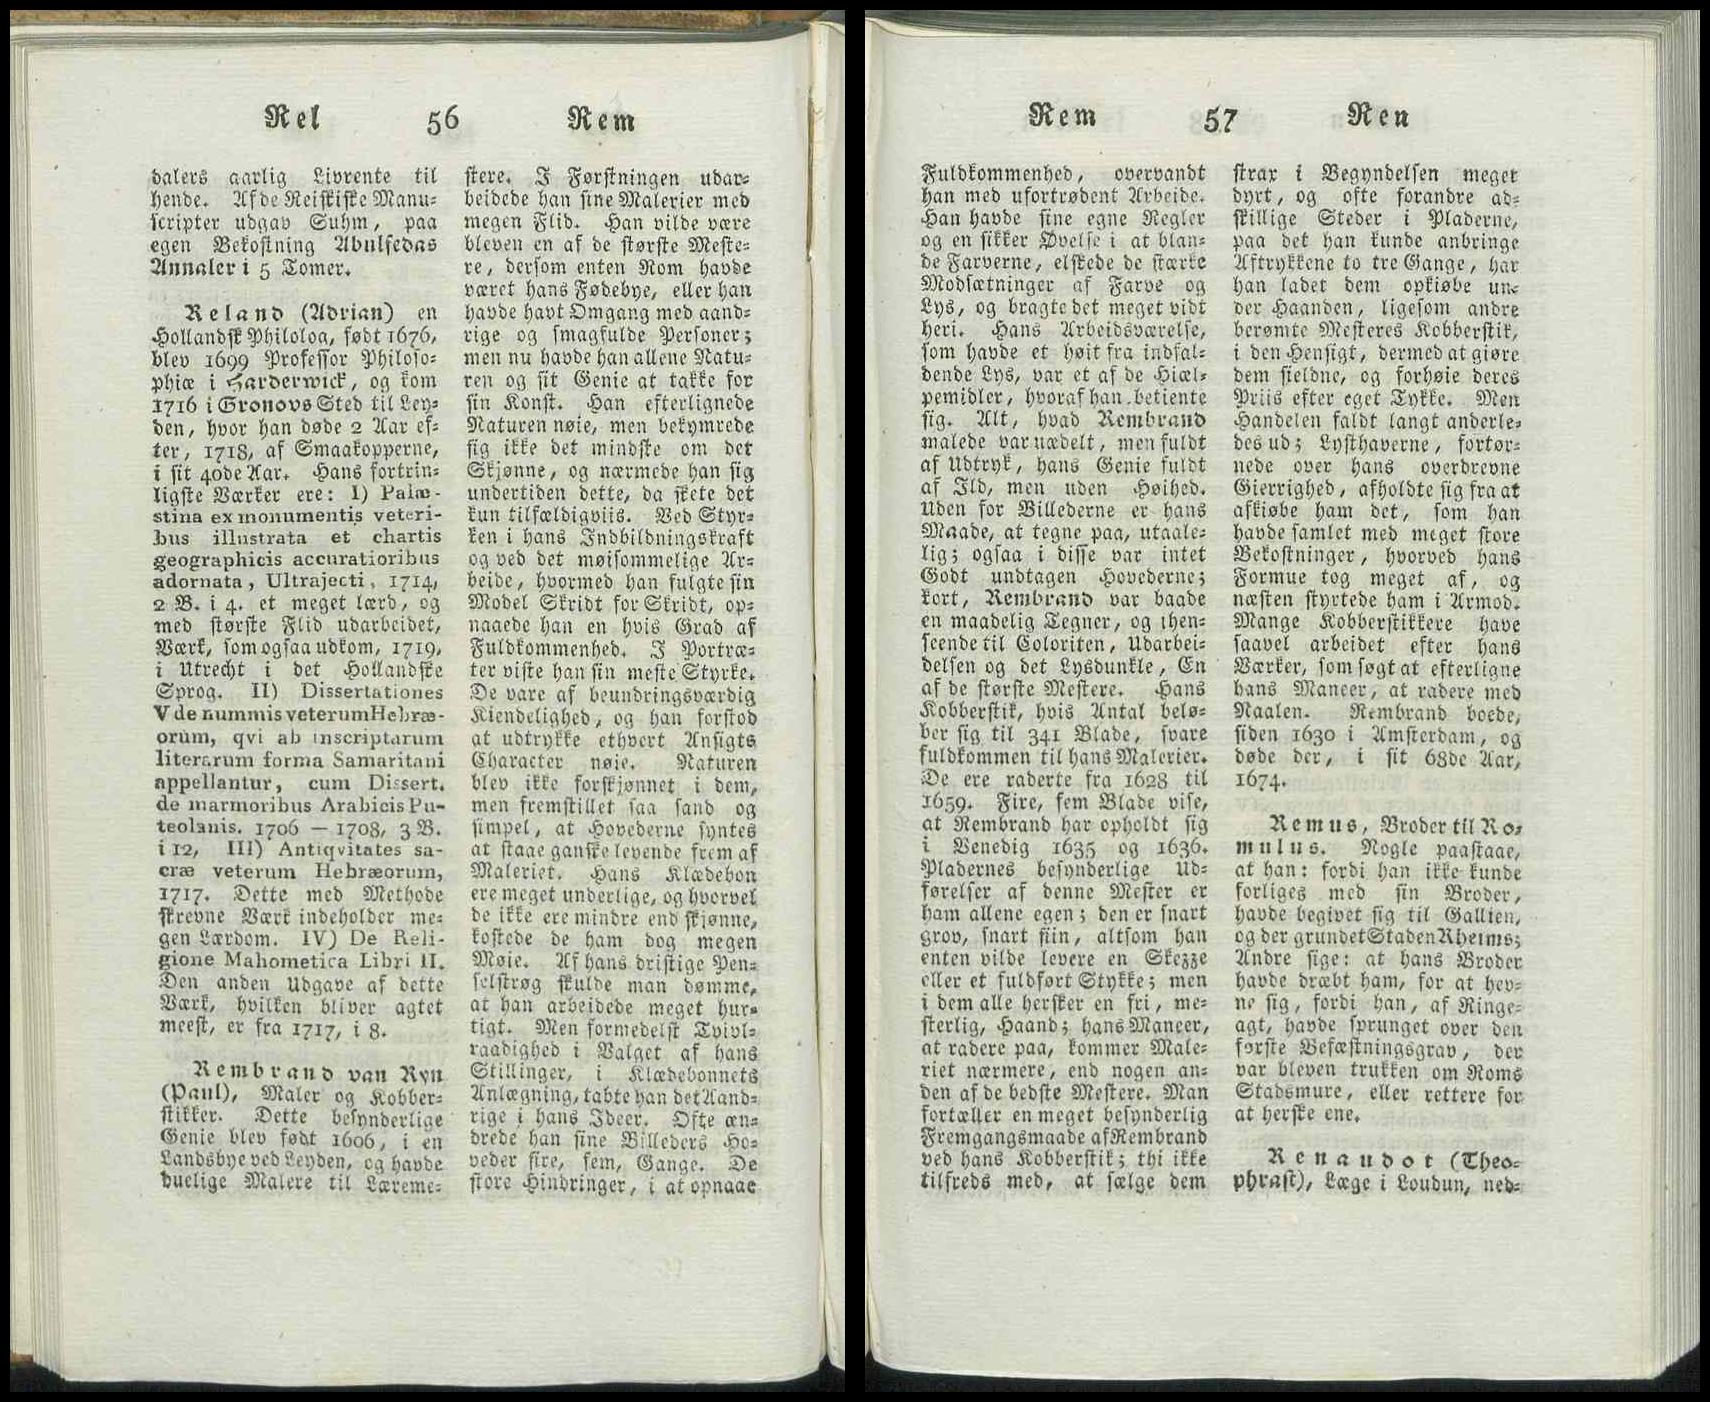 Rel 56 Rem
dalers aarlig Livrente til
hende. Af de Reiskiske Manu-
scripter udgav Suhm, paa
egen Bekostning Abulfedas
Annaler i 5 Tomer.
Reland (Adrian) en
Hollandsk Philolog, født 1676,
blev 1699 Professor Philoso-
phiæ i Harderwick, og kom
1716 i Gronovs Sted til Ley-
den, hvor han døde 2 Aar ef-
ter, 1718, af Smaakopperne,
i sit 40de Aar. Hans fortrin-
ligste Værker ere: I) Palæ-
stina ex monumentis veteri-
bus illustrata et chartis
geographicis accuratioribus
adornata, Ultrajecti, 1714,
2 B. i 4. et meget lærd, og
med største Flid udarbeidet,
Værk, som ogsaa udkom, 1719,
i Utrecht i det Hollandske
Sprog. II) Dissertationes
V de nummis veterum Hebræ-
orum, qvi ab inscriptarum
literarum forma Samaritani
appellantur, cum Dissert.
de marmoribus Arabicis Pu-
teolanis. 1706 — 1708, 3 B.
i 12, III) Antiqvitates sa-
cræ veterum Hebræorum,
1717. Dette med Methode
skrevne Værk indeholder me-
gen Lærdom. IV) De Reli-
gione Mahometica Libri II.
Den anden Udgave af dette
Værk, hvilken bliver agtet
meest, er fra 1717, i 8.
Rembrand van Ryn
(Paul), Maler og Kobber-
stikker. Dette besynderlige
Genie blev født 1606, i en
Landsbye ved Leyden, og havde
duelige Malere til Læreme-
stere. I Førstningen udar-
beidede han sine Malerier med
megen Flid. Han vilde være
bleven en af de største Meste-
re, dersom enten Rom havde
været hans Fødebye, eller han
havde havt Omgang med aand-
rige og smagfulde Personer;
men nu havde han allene Natu-
ren og sit Genie at takke for
sin Konst. Han efterlignede
Naturen nøie, men bekymrede
sig ikke det mindste om det
Skjønne, og nærmede han sig
undertiden dette, da skete det
kun tilfældigviis. Ved Styr-
ken i hans Indbildningskraft
og ved det møisommelige Ar-
beide, hvormed han fulgte sin
Model Skridt for Skridt, op-
naaede han en hvis Grad af
Fuldkommenhed. I Portræ-
ter viste han sin meste Styrke.
De vare af beundringsværdig
Kiendelighed, og han forstod
at udtrykke ethvert Ansigts
Character nøie. Naturen
blev ikke forskjønnet i dem,
men fremstillet saa sand og
simpel, at Hovederne syntes
at staae ganske levende frem af
Maleriet. Hans Klædebon
ere meget underlige, og hvorvel
de ikke ere mindre end skjønne,
kostede de ham dog megen
Møie. Af hans dristige Pen-
selstrøg skulde man dømme,
at han arbeidede meget hur-
tigt. Men formedelst Tvivl-
raadighed i Valget af hans
Stillinger, i Klædebonnets
Anlægning, tabte han det Aand-
rige i hans Ideer. Ofte æn-
drede han sine Billeders Ho-
veder fire, fem, Gange. De
store Hindringer, i at opnaae
Rem 57 Ren
Fuldkommenhed, overvandt
han med ufortrødent Arbeide.
Han havde sine egne Regler
og en sikker Øvelse i at blan-
de Farverne, elskede de stærke
Modsætninger af Farve og
Lys, og bragte det meget vidt
heri. Hans Arbeidsværelse,
som havde et høit fra indfal-
dende Lys, var et af de Hiæl-
pemidler, hvoraf han betiente
sig. Alt, hvad Rembrand
malede var uædelt, men fuldt
af Udtryk, hans Genie fuldt
af Ild, men uden Høihed.
Uden for Billederne er hans
Maade, at tegne paa, utaale-
lig; ogsaa i disse var intet
Godt undtagen Hovederne;
kort, Rembrand var baade
en maadelig Tegner, og ihen-
seende til Coloriten, Udarbei-
delsen og det Lysdunkle, En
af de største Mestere. Hans
Kobberstik, hvis Antal belø-
ber sig til 341 Blade, svare
fuldkommen til hans Malerier.
De ere raderte fra 1628 til
1659. Fire, fem Blade vise,
at Rembrand har opholdt sig
i Venedig 1635 og 1636.
Pladernes besynderlige Ud-
førelser af denne Mester er
ham allene egen; den er snart
grov, snart fiin, altsom han
enten vilde levere en Skezze
eller et fuldført Stykke; men
i dem alle hersker en fri, me-
sterlig, Haand; hans Maneer,
at radere paa, kommer Male-
riet nærmere, end nogen an-
den af de bedste Mestere. Man
fortæller en meget besynderlig
Fremgangsmaade af Rembrand
ved hans Kobberstik; thi ikke
tilfreds med, at sælge dem
strax i Begyndelsen meget
dyrt, og ofte forandre ad-
skillige Steder i Pladerne,
paa det han kunde anbringe
Aftrykkene to tre Gange, har
han ladet dem opkiøbe un-
der Haanden, ligesom andre
berømte Mesteres Kobberstik,
i den Hensigt, dermed at giøre
dem sieldne, og forhøie deres
Priis efter eget Tykke. Men
Handelen faldt langt anderle-
des ud; Lysthaverne, fortør-
nede over hans overdrevne
Gierrighed, afholdte sig fra at
afkiøbe ham det, som han
havde samlet med meget store
Bekostninger, hvorved hans
Formue tog meget af, og
næsten styrtede ham i Armod.
Mange Kobberstikkere have
saavel arbeidet efter hans
Værker, som søgt at efterligne
hans Maneer, at radere med
Naalen. Rembrand boede,
siden 1630 i Amsterdam, og
døde der, i sit 68de Aar,
1674.
Remus, Broder til Ro-
mulus. Nogle paastaae,
at han: fordi han ikke kunde
forliges med sin Broder,
havde begivet sig til Gallien,
og der grundet Staden Rheims;
Andre sige: at hans Broder
havde dræbt ham, for at hev-
ne sig, fordi han, af Ringe-
agt, havde sprunget over den
første Befæstningsgrav, der
var bleven trukken om Roms
Stadsmure, eller rettere for
at herske ene.
Renaudot (Theo-
phrast), Læge i Loudun, ned-